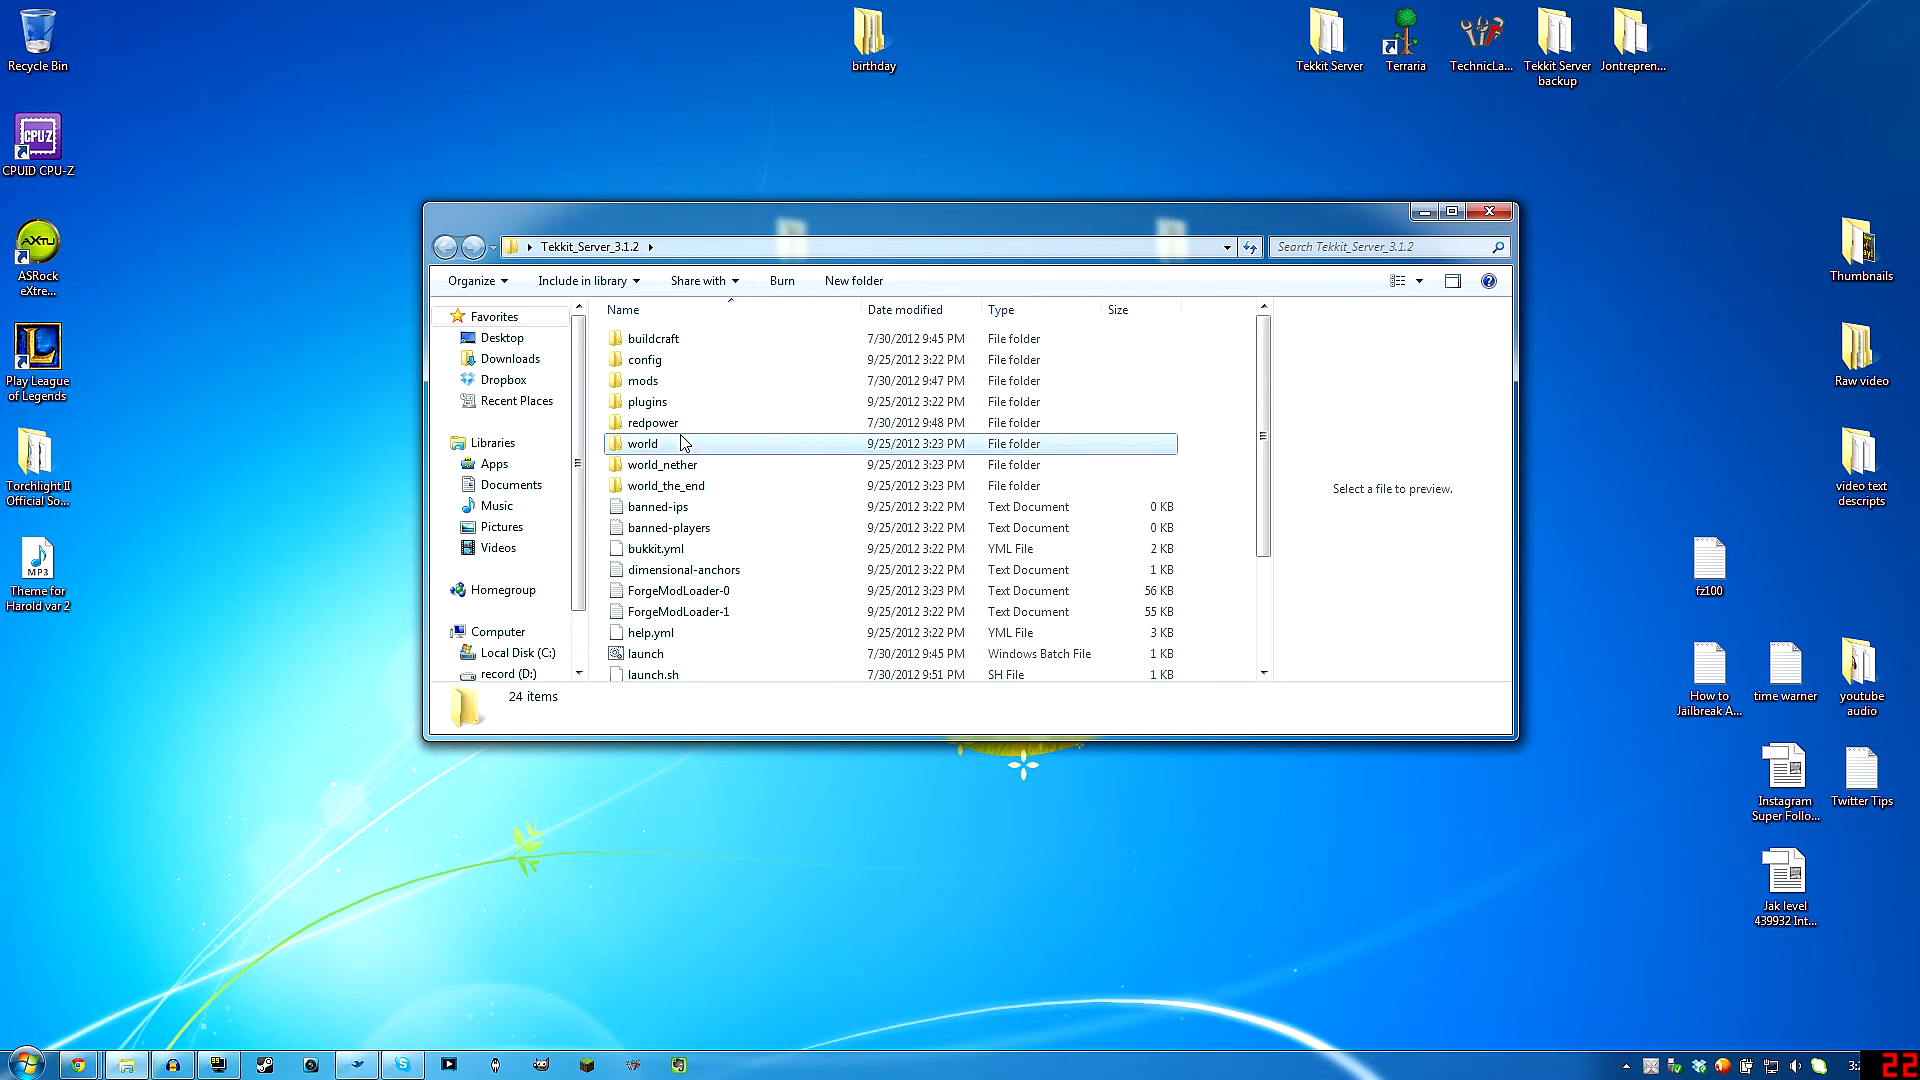 Recycle Bin
CPU-Z
CPUID CPU-Z
AXTU
ASRock
eXtre...
Play League
of Legends
Torchlight II
Official So...
MP3
Theme for
Harold var 2
birthday
Tekkit Server
Terraria
TechnicLa...
Tekkit Server
backup
Jontrepren...
Tekkit_Server_3.1.2
Search Tekkit_Server_3.1.2
Organize
Include in library
Share with
Burn
New folder
Favorites
Desktop
Downloads
Dropbox
Recent Places
Libraries
Apps
Documents
Music
Pictures
Videos
Homegroup
Computer
Local Disk (C:)
record (D:)
Name Date modified Type Size
buildcraft 7/30/2012 9:45 PM File folder
config 9/25/2012 3:22 PM File folder
mods 7/30/2012 9:47 PM File folder
plugins 9/25/2012 3:22 PM File folder
redpower 7/30/2012 9:48 PM File folder
world 9/25/2012 3:23 PM File folder
world_nether 9/25/2012 3:23 PM File folder
world_the_end 9/25/2012 3:23 PM File folder
banned-ips 9/25/2012 3:22 PM Text Document 0 KB
banned-players 9/25/2012 3:22 PM Text Document 0 KB
bukkit.yml 9/25/2012 3:22 PM YML File 2 KB
dimensional-anchors 9/25/2012 3:22 PM Text Document 1 KB
ForgeModLoader-0 9/25/2012 3:23 PM Text Document 56 KB
ForgeModLoader-1 9/25/2012 3:22 PM Text Document 55 KB
help.yml 9/25/2012 3:22 PM YML File 3 KB
launch 7/30/2012 9:45 PM Windows Batch File 1 KB
launch.sh 7/30/2012 9:51 PM SH File 1 KB
Select a file to preview.
24 items
Thumbnails
Raw video
video text
descripts
fz100
How to
Jailbreak A...
time warner
youtube
audio
Instagram
Super Follo...
Twitter Tips
Jak level
439932 Int...
99
22